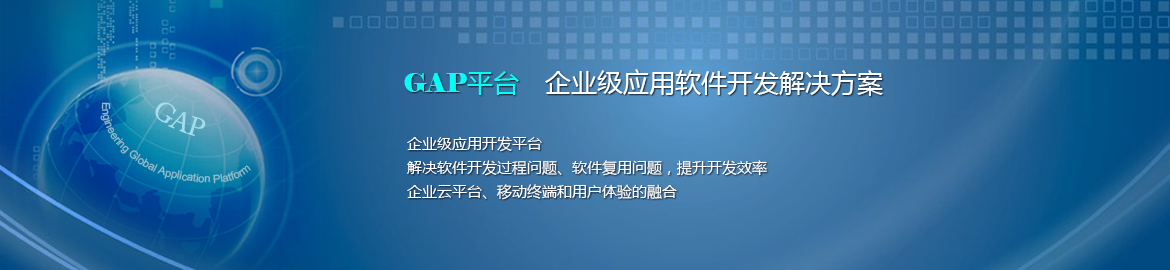 GAP
Engineering Global Application Platform
GAP平台 企业级应用软件开发解决方案
企业级应用开发平台
解决软件开发过程问题、软件复用问题，提升开发效率
企业云平台、移动终端和用户体验的融合